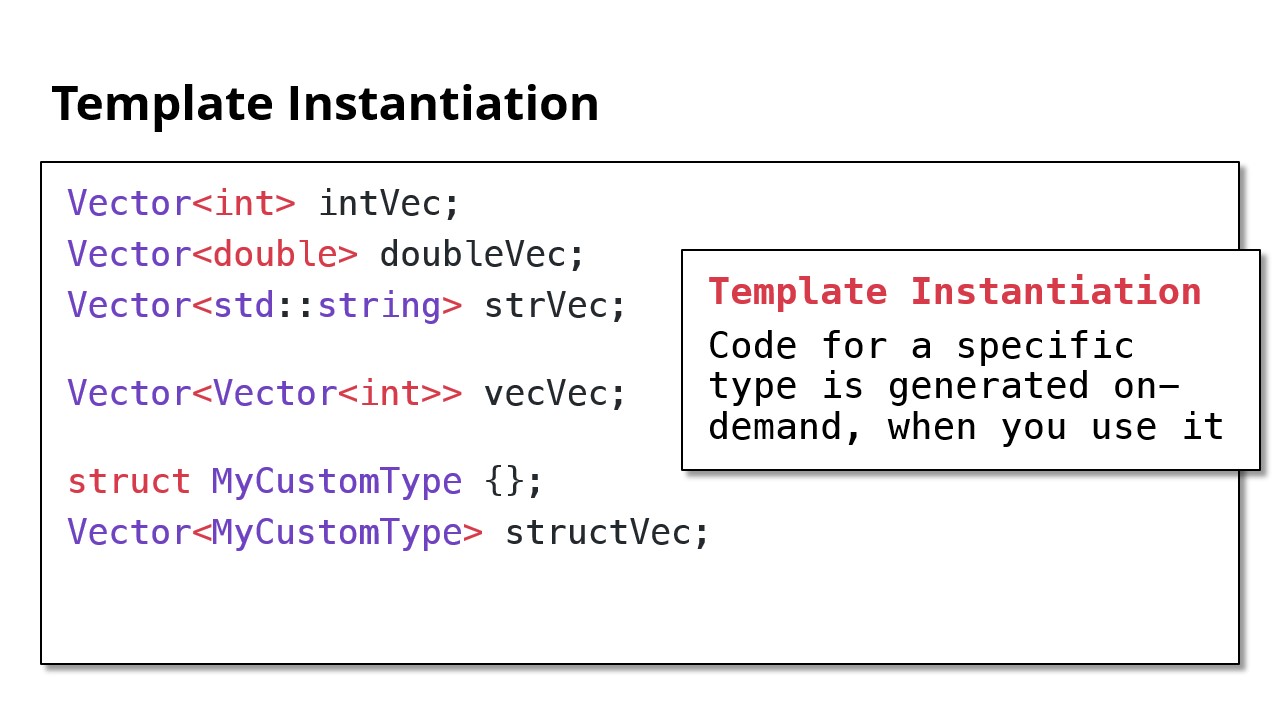 Template Instantiation
Vector<int> intVec;
Vector<double> doubleVec;
Vector<std::string> strVec;
Vector<Vector<int>> vecVec;
struct MyCustomType {};
Vector<MyCustomType> structVec;
Template Instantiation
Code for a specific
type is generated on-
demand, when you use it